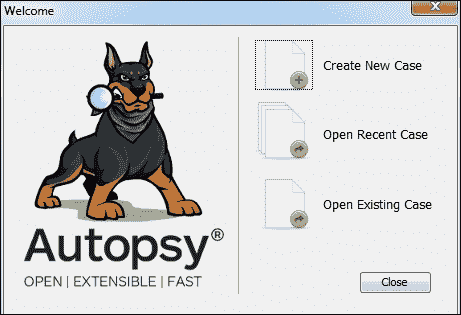 Welcome
Create New Case
Open Recent Case
Open Existing Case
Autopsy®
OPEN | EXTENSIBLE | FAST
Close